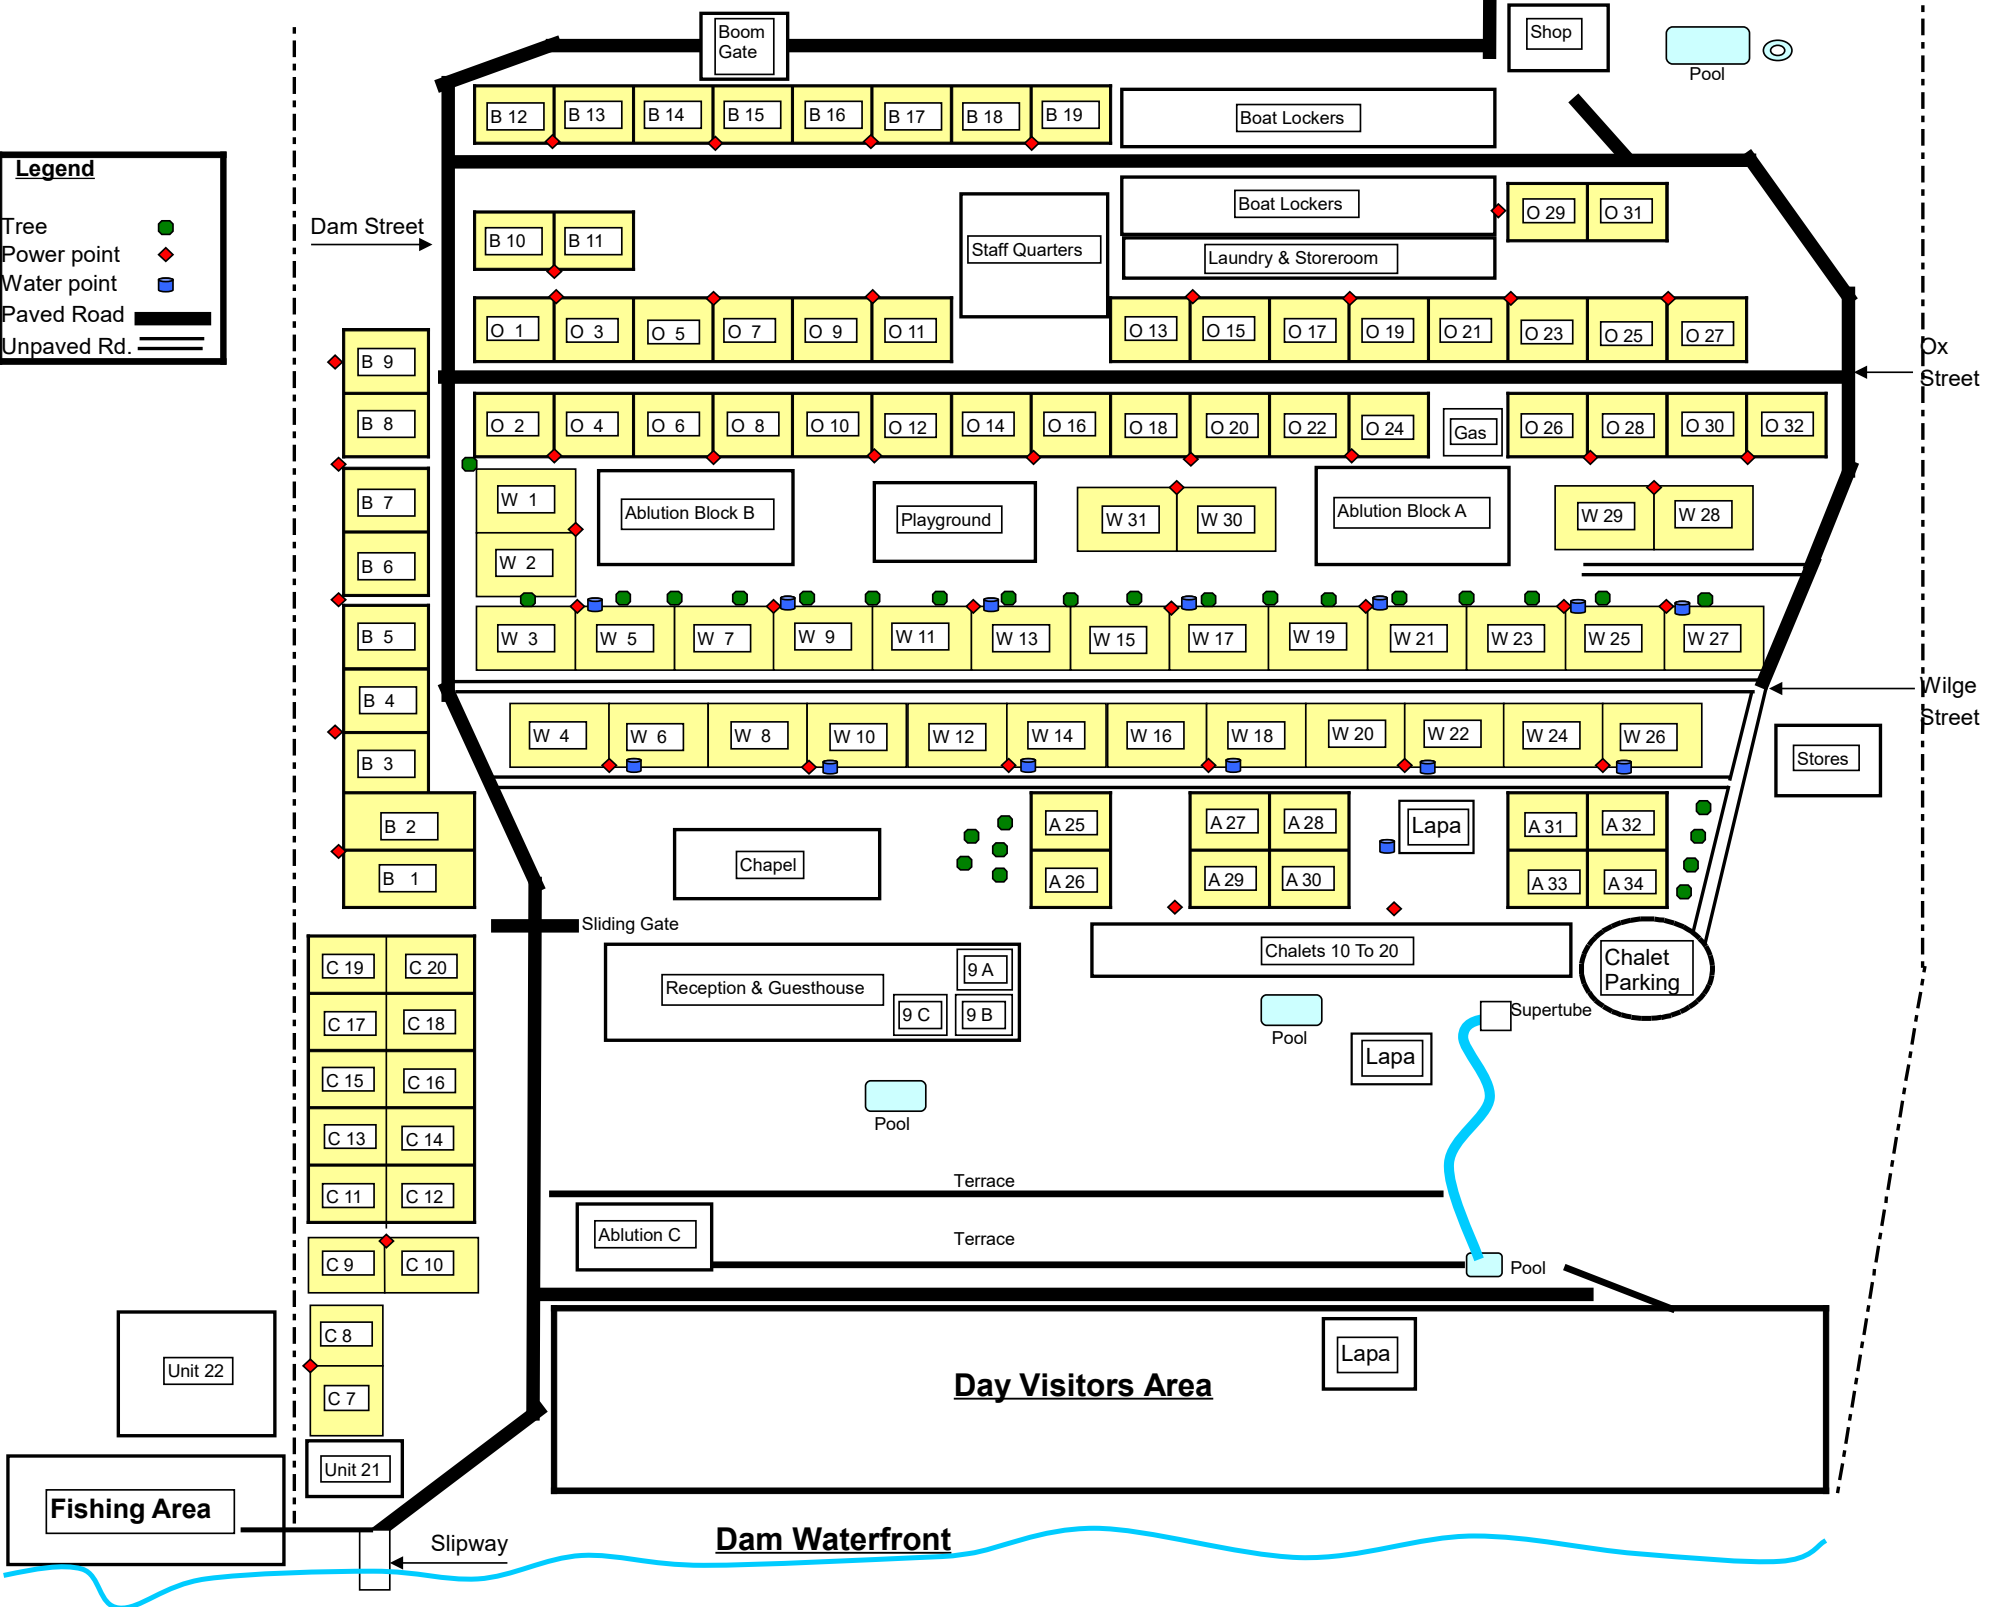 Boom
Gate
Shop
Pool
B 12
B 13
B 14
B 15
B 16
B 17
B 18
B 19
Boat Lockers
Legend
Tree
Power point
Water point
Paved Road
Unpaved Rd.
Dam Street
B 10
B 11
Staff Quarters
Boat Lockers
Laundry & Storeroom
O 29
O 31
O 1
O 3
O 5
O 7
O 9
O 11
O 13
O 15
O 17
O 19
O 21
O 23
O 25
O 27
Ox
Street
B 9
B 8
B 7
B 6
B 5
B 4
B 3
B 2
B 1
O 2
O 4
O 6
O 8
O 10
O 12
O 14
O 16
O 18
O 20
O 22
O 24
Gas
O 26
O 28
O 30
O 32
W 1
W 2
Ablution Block B
Playground
W 31
W 30
Ablution Block A
W 29
W 28
W 3
W 5
W 7
W 9
W 11
W 13
W 15
W 17
W 19
W 21
W 23
W 25
W 27
Wilge
Street
W 4
W 6
W 8
W 10
W 12
W 14
W 16
W 18
W 20
W 22
W 24
W 26
Stores
Chapel
A 25
A 26
A 27
A 28
A 29
A 30
Lapa
A 31
A 32
A 33
A 34
Sliding Gate
C 19
C 20
C 17
C 18
C 15
C 16
C 13
C 14
C 11
C 12
C 9
C 10
C 8
C 7
Reception & Guesthouse
9 A
9 C
9 B
Chalets 10 To 20
Chalet
Parking
Supertube
Pool
Lapa
Pool
Terrace
Ablution C
Terrace
Pool
Unit 22
Unit 21
Lapa
Day Visitors Area
Fishing Area
Slipway
Dam Waterfront